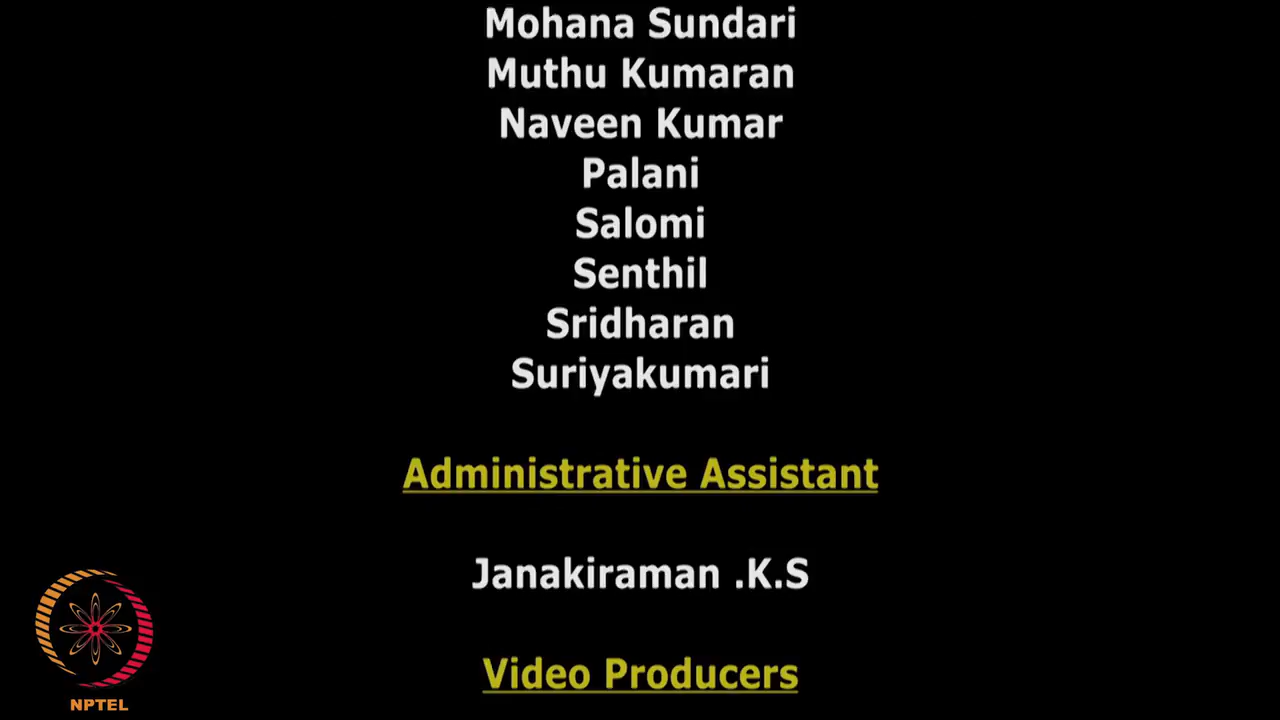 Mohana Sundari
Muthu Kumaran
Naveen Kumar
Palani
Salomi
Senthil
Sridharan
Suriyakumari
Administrative Assistant
Janakiraman .K.S
Video Producers
NPTEL